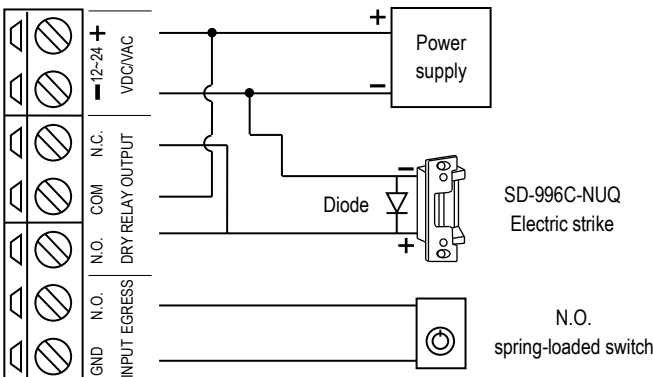 +
−12~24
VDC/VAC
N.C.
COM
N.O.
DRY RELAY OUTPUT
N.O.
GND
INPUT EGRESS
+
−
Power
supply
Diode
−
+
SD-996C-NUQ
Electric strike
N.O.
spring-loaded switch